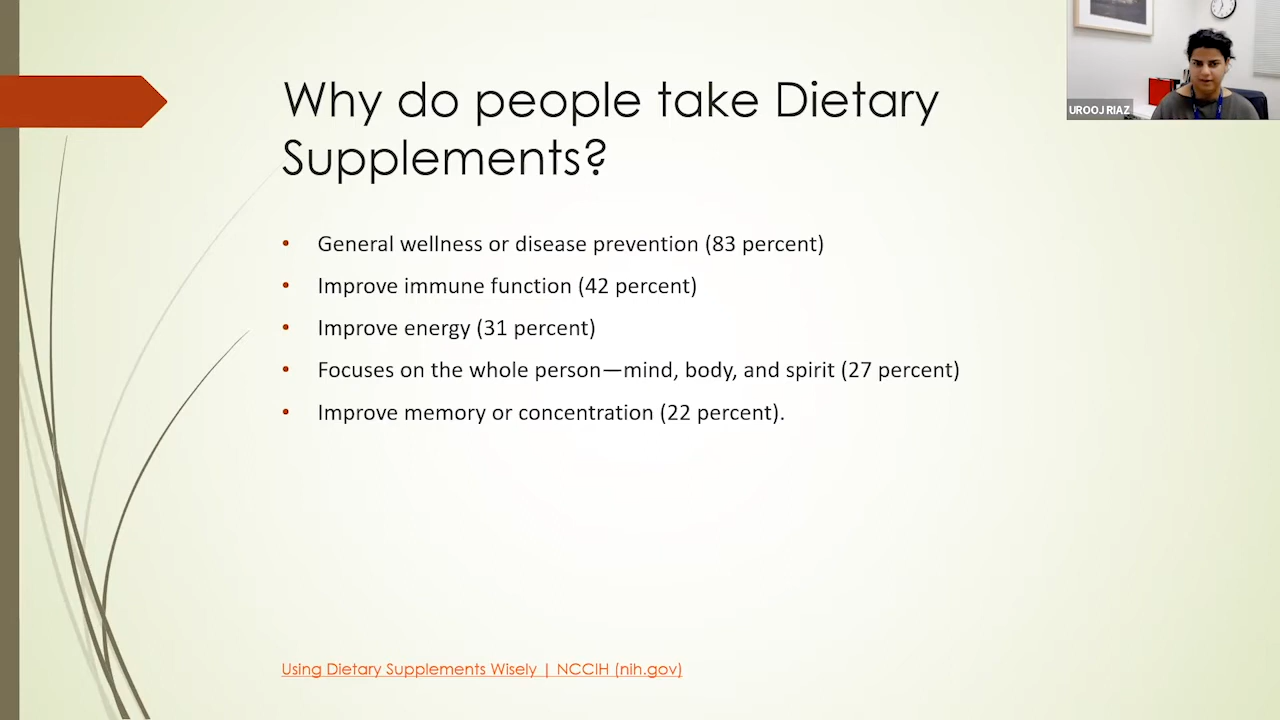 Why do people take Dietary
Supplements?
• General wellness or disease prevention (83 percent)
• Improve immune function (42 percent)
• Improve energy (31 percent)
• Focuses on the whole person—mind, body, and spirit (27 percent)
• Improve memory or concentration (22 percent).
Using Dietary Supplements Wisely | NCCIH (nih.gov)
UROOJ RIAZ